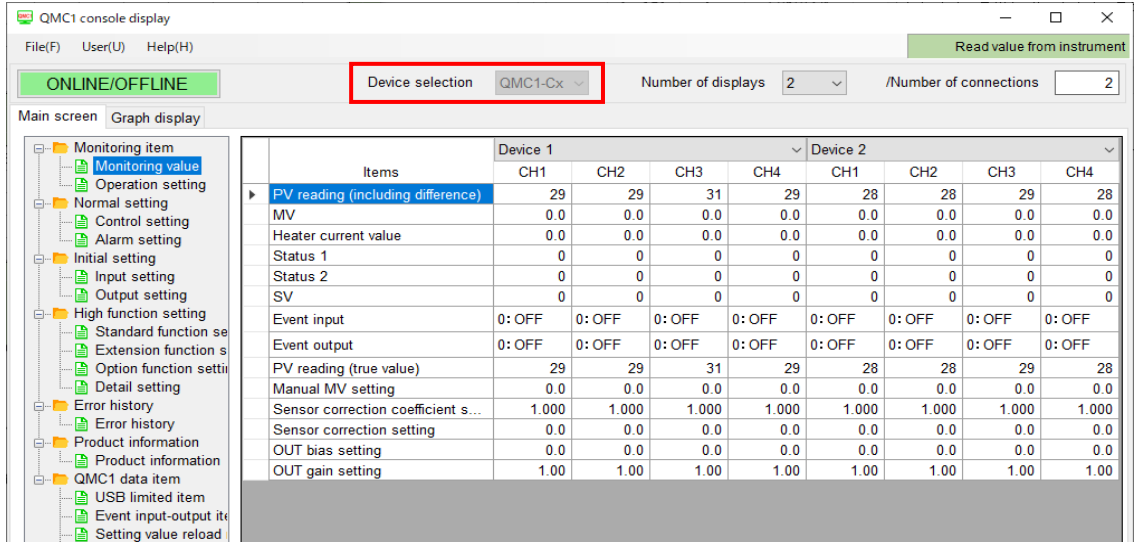 QMC1 console display
File(F) User(U) Help(H)
Read value from instrument
ONLINE/OFFLINE Device selection QMC1-Cx Number of displays 2 /Number of connections 2
Main screen Graph display
Monitoring item
Monitoring value
Operation setting
Normal setting
Control setting
Alarm setting
Initial setting
Input setting
Output setting
High function setting
Standard function se
Extension function s
Option function settin
Detail setting
Error history
Error history
Product information
Product information
QMC1 data item
USB limited item
Event input-output ite
Setting value reload
Device 1 Device 2
Items CH1 CH2 CH3 CH4 CH1 CH2 CH3 CH4
PV reading (including difference) 29 29 31 29 28 28 29 28
MV 0.0 0.0 0.0 0.0 0.0 0.0 0.0 0.0
Heater current value 0.0 0.0 0.0 0.0 0.0 0.0 0.0 0.0
Status 1 0 0 0 0 0 0 0 0
Status 2 0 0 0 0 0 0 0 0
SV 0 0 0 0 0 0 0 0
Event input 0: OFF 0: OFF 0: OFF 0: OFF 0: OFF 0: OFF 0: OFF 0: OFF
Event output 0: OFF 0: OFF 0: OFF 0: OFF 0: OFF 0: OFF 0: OFF 0: OFF
PV reading (true value) 29 29 31 29 28 28 29 28
Manual MV setting 0.0 0.0 0.0 0.0 0.0 0.0 0.0 0.0
Sensor correction coefficient s... 1.000 1.000 1.000 1.000 1.000 1.000 1.000 1.000
Sensor correction setting 0.0 0.0 0.0 0.0 0.0 0.0 0.0 0.0
OUT bias setting 0.0 0.0 0.0 0.0 0.0 0.0 0.0 0.0
OUT gain setting 1.00 1.00 1.00 1.00 1.00 1.00 1.00 1.00